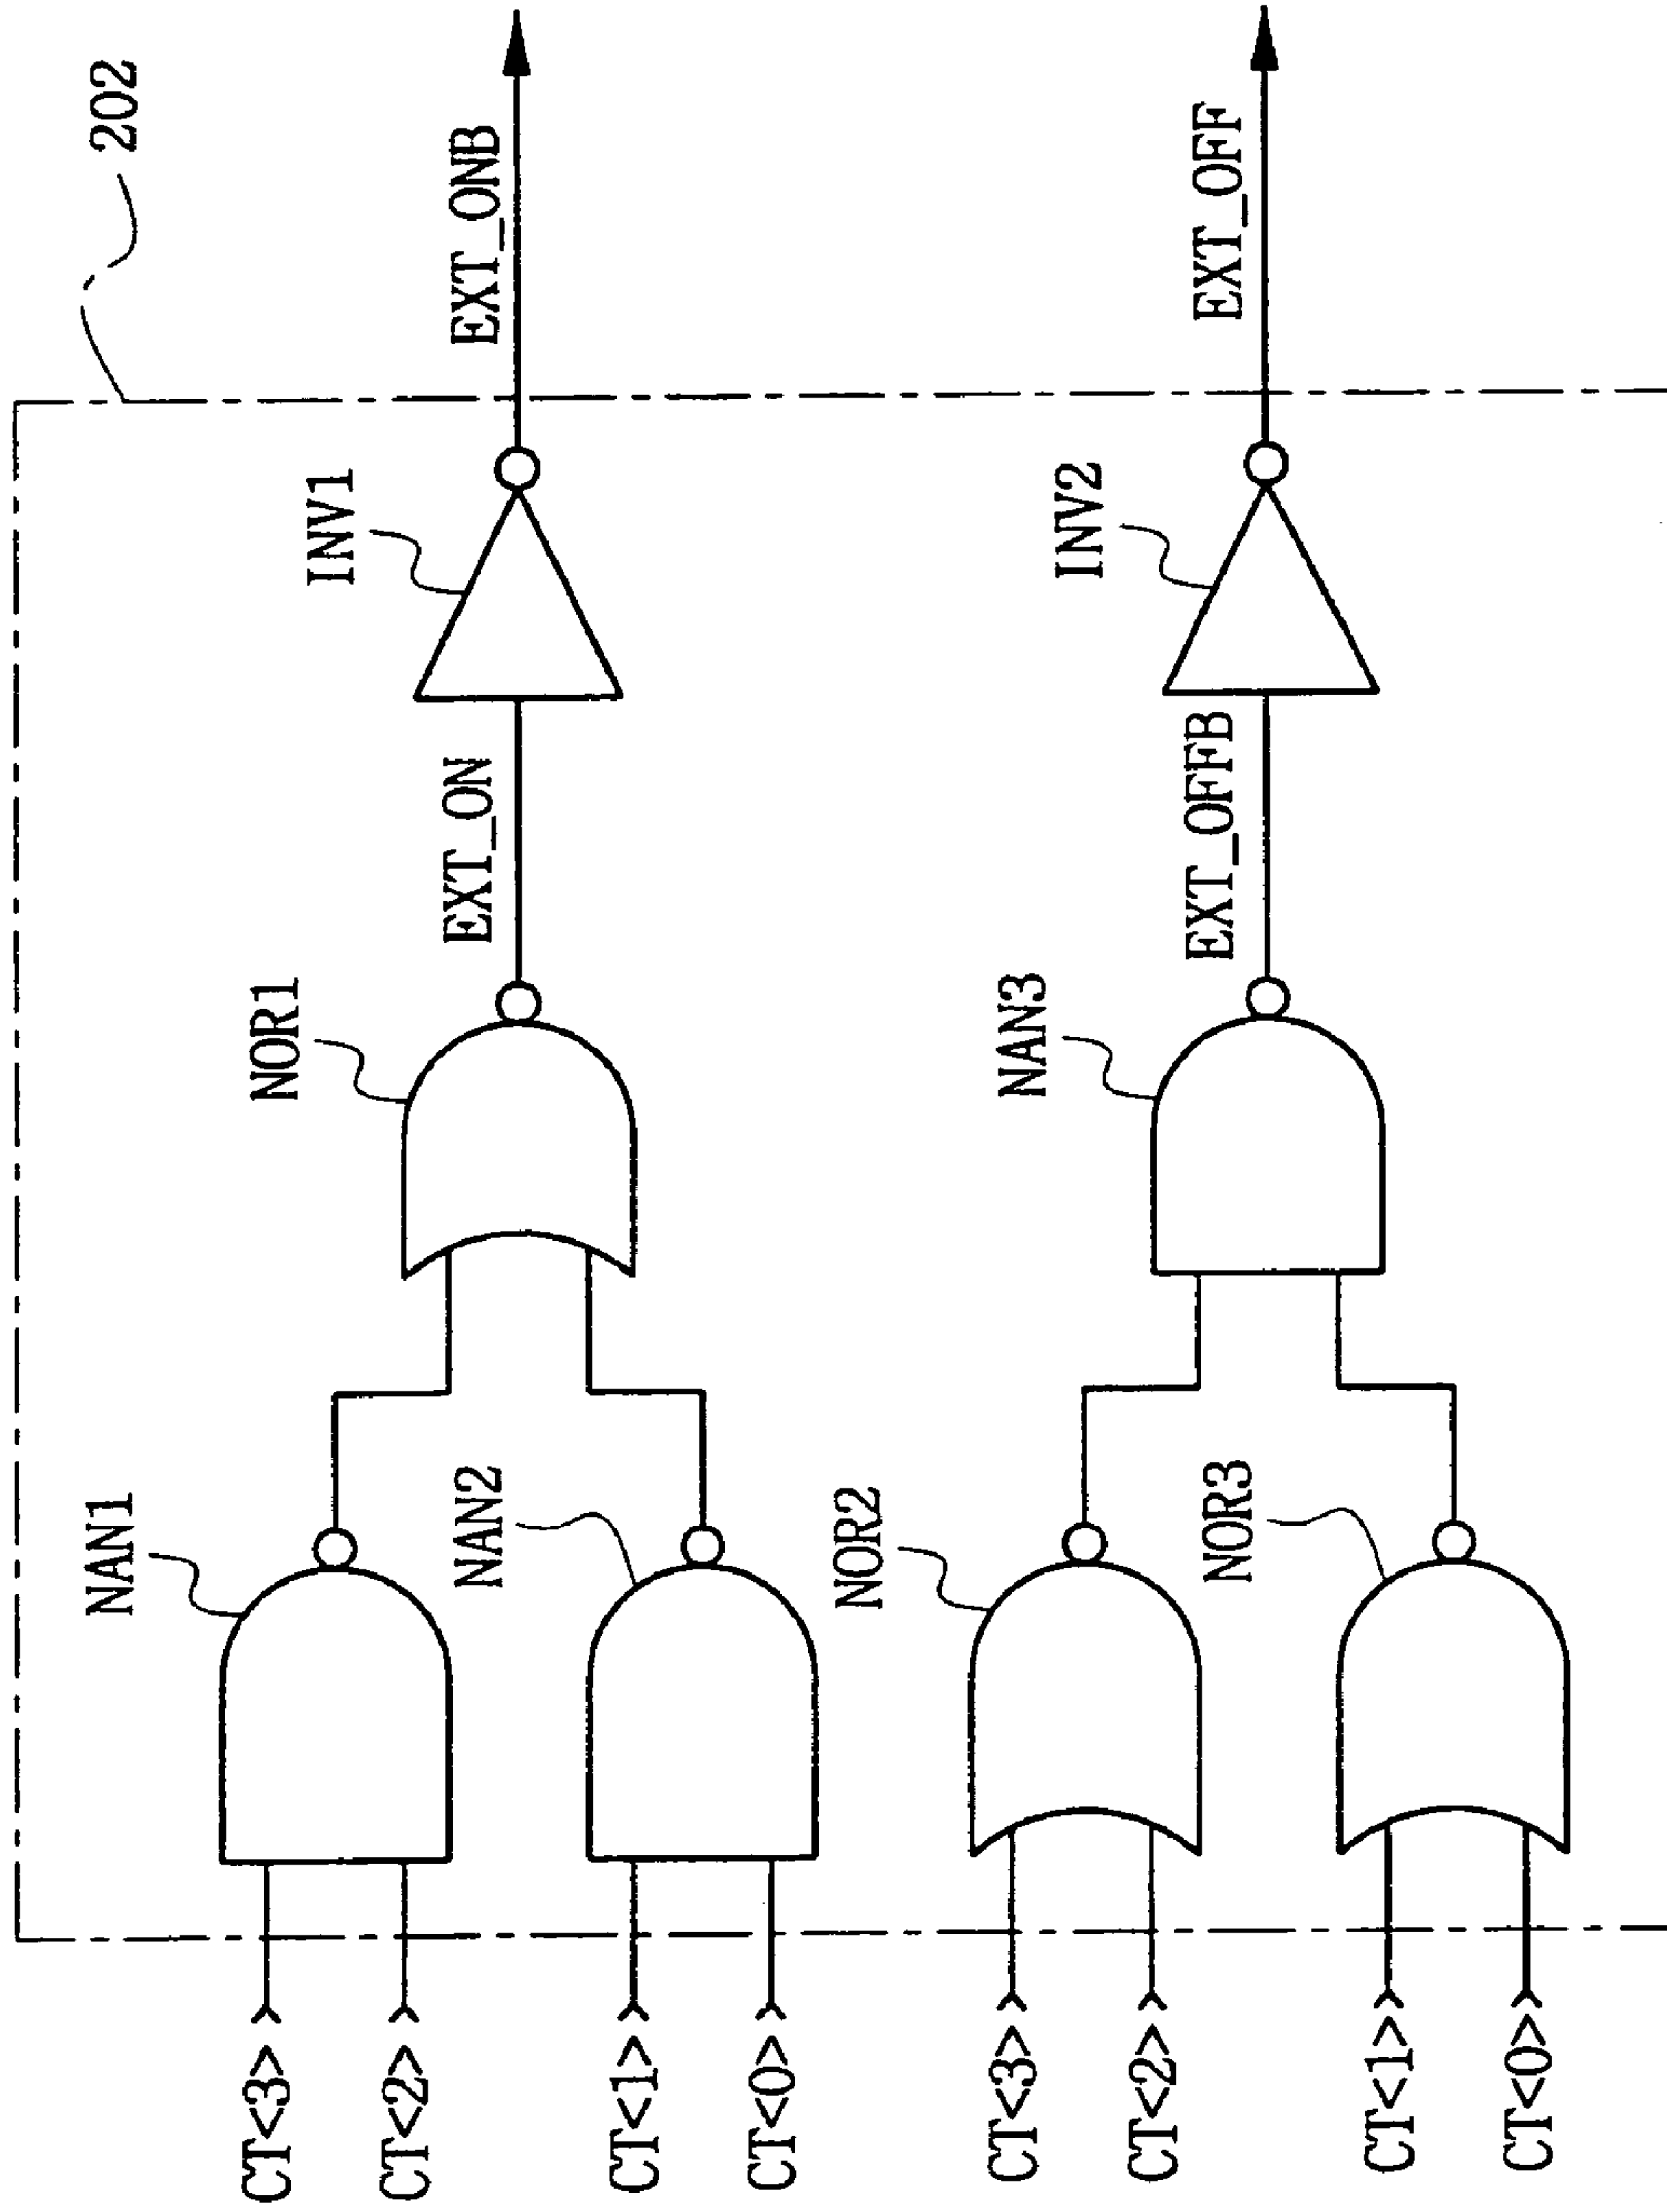 202
CT<3>
CT<2>
CT<1>
CT<0>
NAN1
NAN2
NOR1
EXT_ON
INV1
EXT_ONB
CT<3>
CT<2>
CT<1>
CT<0>
NOR2
NOR3
NAN3
EXT_OFFB
INV2
EXT_OFF